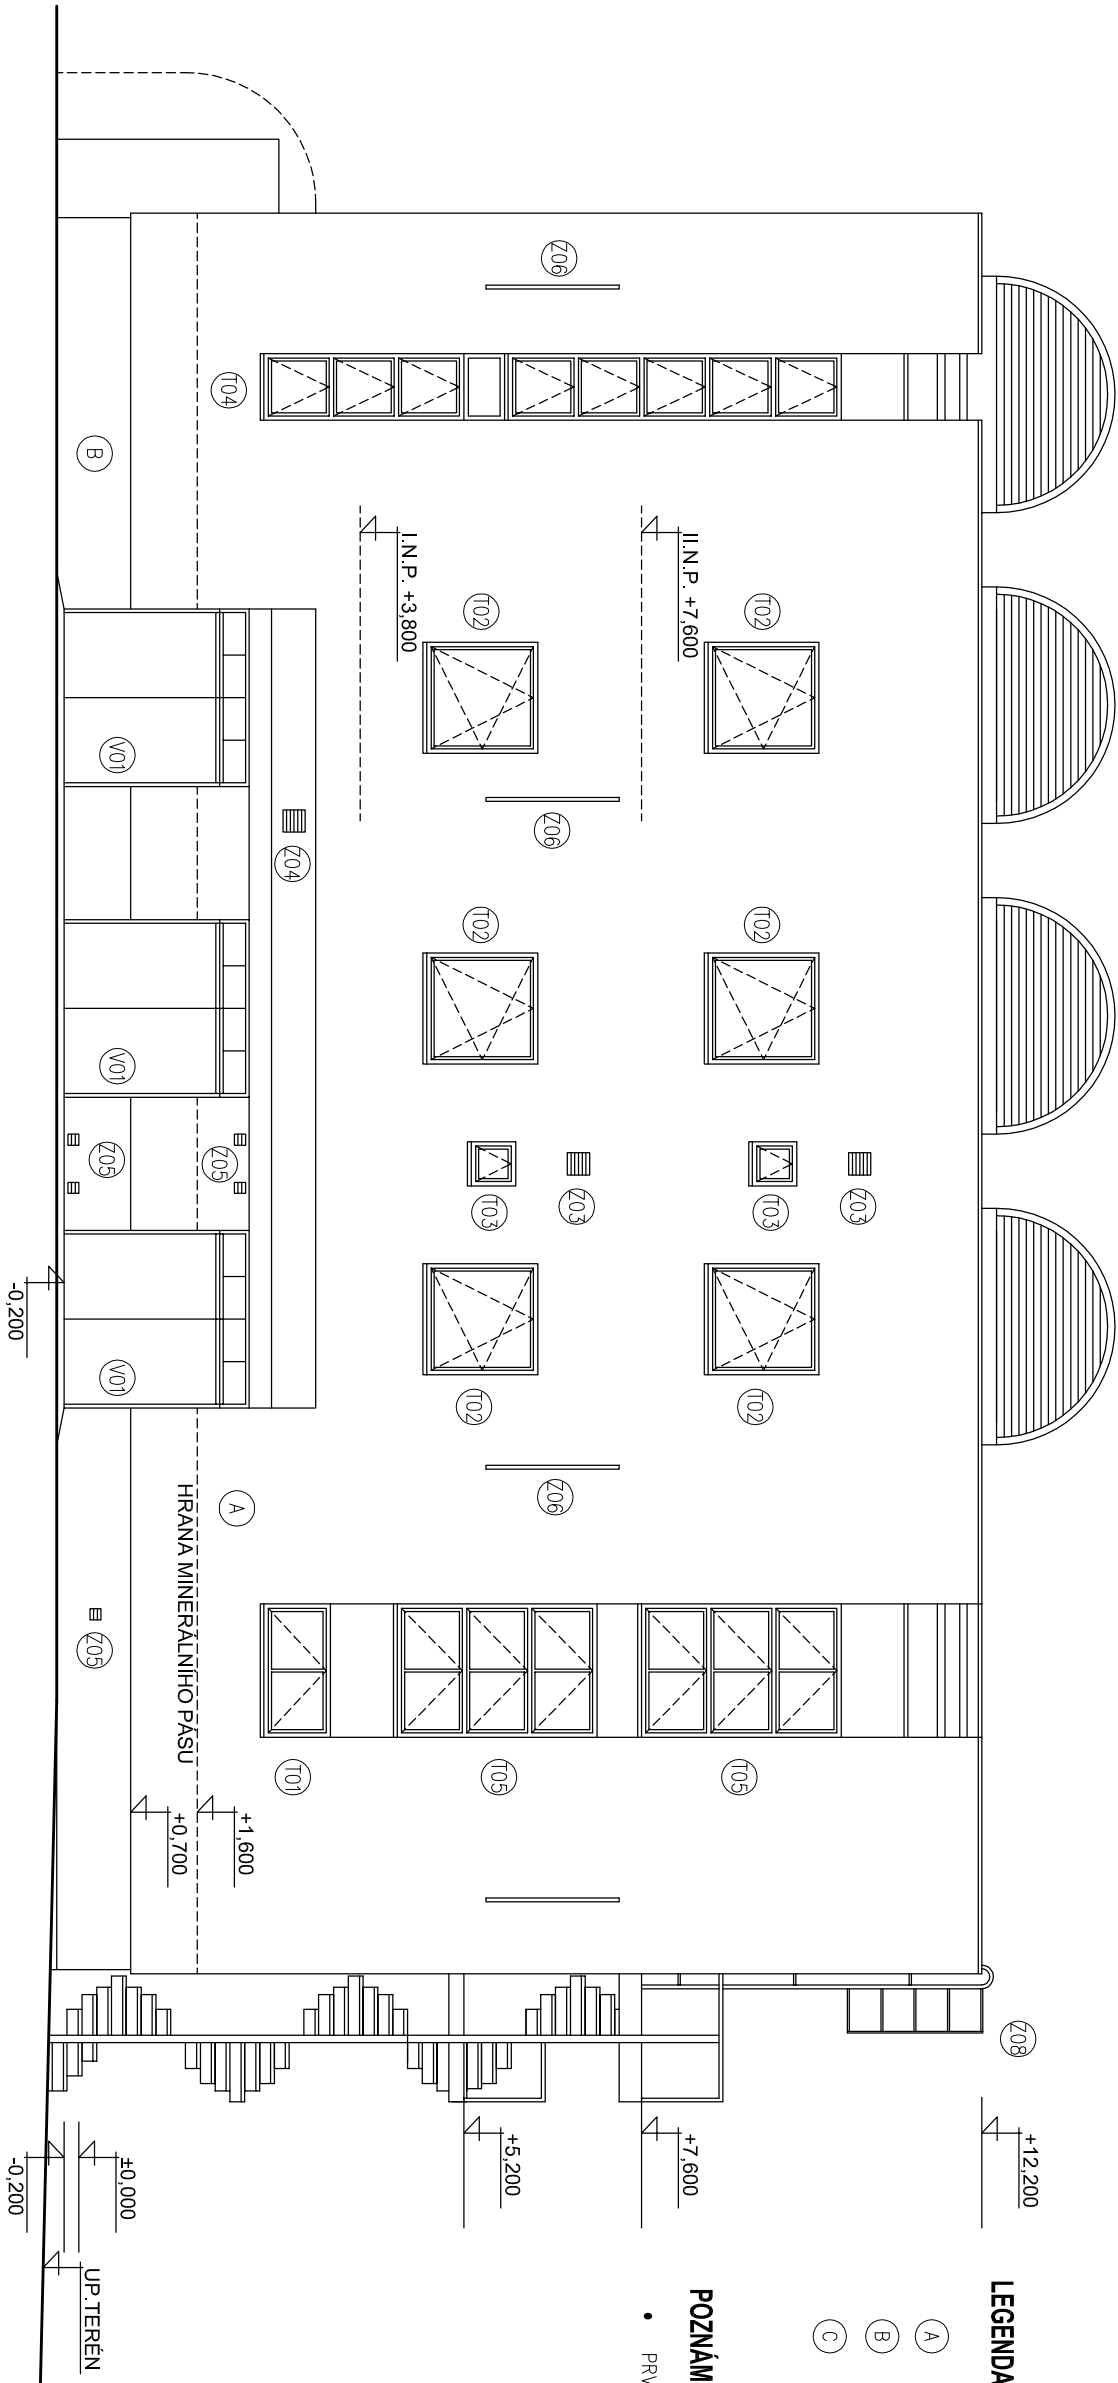 +12,200
Z08
LEGENDA
A
B
C
Z03
T02
T02
T03
T02
T05
POZNÁM
II.N.P. +7,600
+7,600
• PRV
Z06
Z06
Z03
Z06
+5,200
T02
T02
T03
T02
T05
I.N.P. +3,800
Z04
T01
+1,600
T04
Z05
A
HRANA MINERÁLNÍHO PÁSU
+0,700
±0,000
V01
V01
V01
Z05
B
Z05
UP.TERÉN
-0,200
-0,200